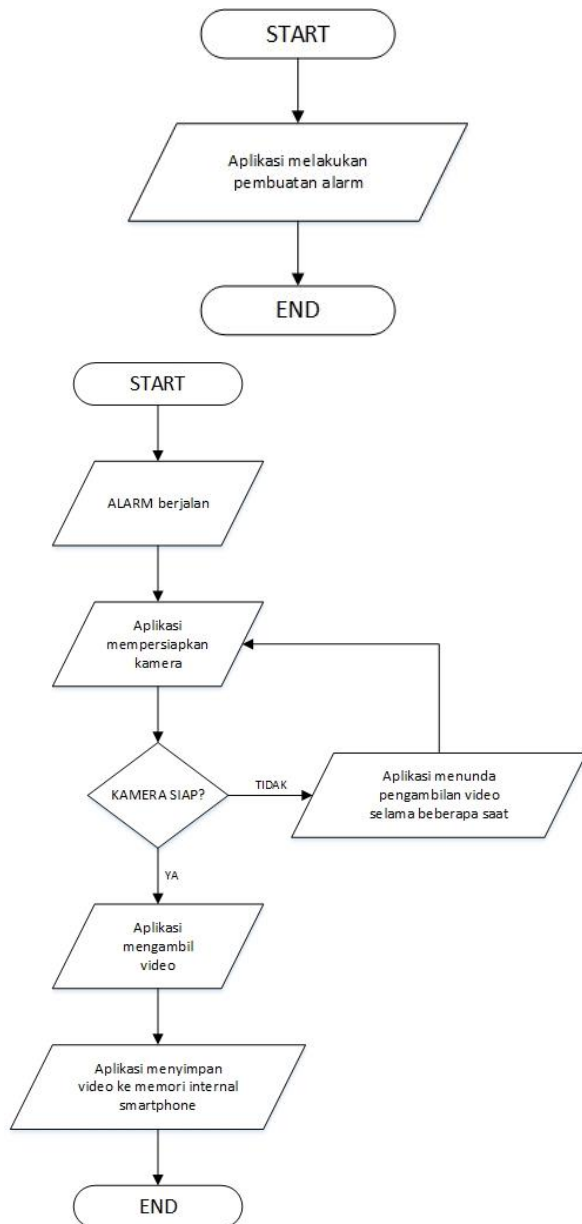 START
Aplikasi melakukan
pembuatan alarm
END
START
ALARM berjalan
Aplikasi
mempersiapkan
kamera
KAMERA SIAP?
TIDAK
Aplikasi menunda
pengambilan video
selama beberapa saat
YA
Aplikasi
mengambil
video
Aplikasi menyimpan
video ke memori internal
smartphone
END